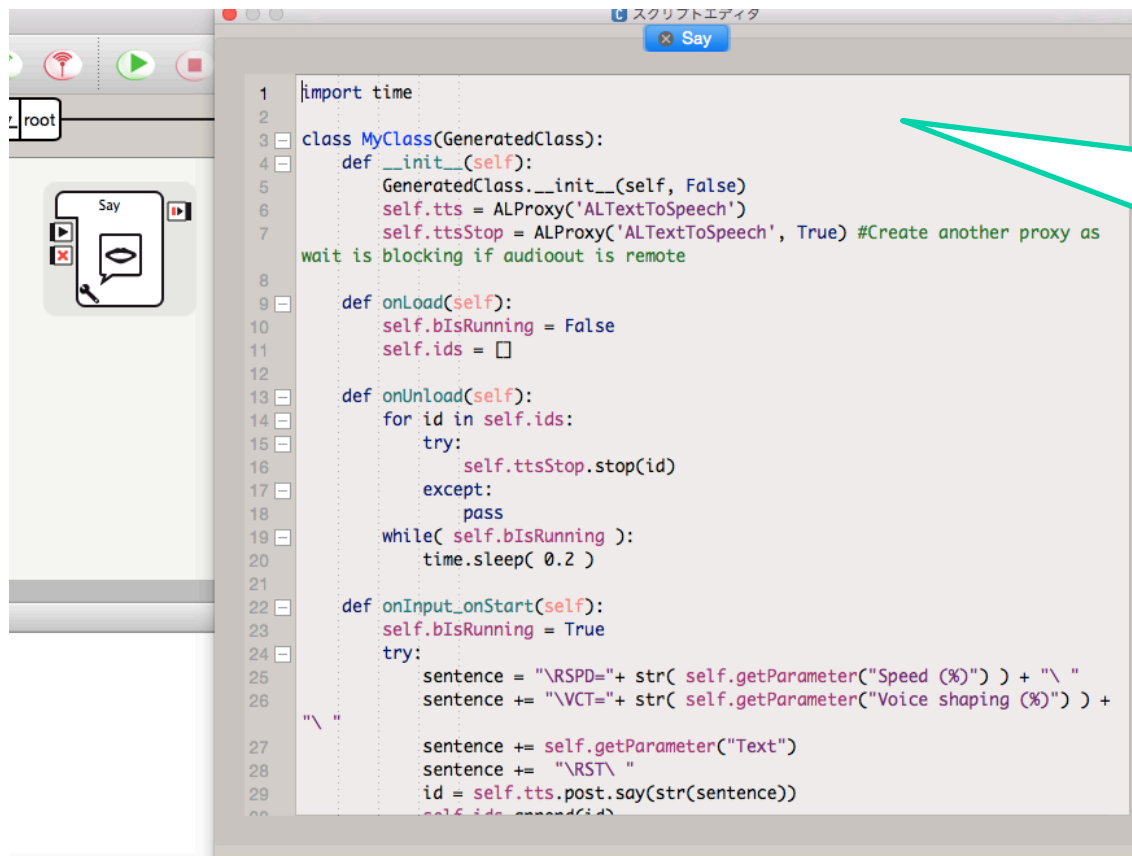 スクリプトエディタ
Say
root
Say
1 import time
2
3 class MyClass(GeneratedClass):
4 def __init__(self):
5 GeneratedClass.__init__(self, False)
6 self.tts = ALProxy('ALTextToSpeech')
7 self.ttsStop = ALProxy('ALTextToSpeech', True) #Create another proxy as
wait is blocking if audioout is remote
8
9 def onLoad(self):
10 self.bIsRunning = False
11 self.ids = []
12
13 def onUnload(self):
14 for id in self.ids:
15 try:
16 self.ttsStop.stop(id)
17 except:
18 pass
19 while( self.bIsRunning ):
20 time.sleep( 0.2 )
21
22 def onInput_onStart(self):
23 self.bIsRunning = True
24 try:
25 sentence = "\RSPD="+ str( self.getParameter("Speed (%)") ) + "\ "
26 sentence += "\VCT="+ str( self.getParameter("Voice shaping (%)") ) +
"\ "
27 sentence += self.getParameter("Text")
28 sentence += "\RST\ "
29 id = self.tts.post.say(str(sentence))
self.ids.append(id)